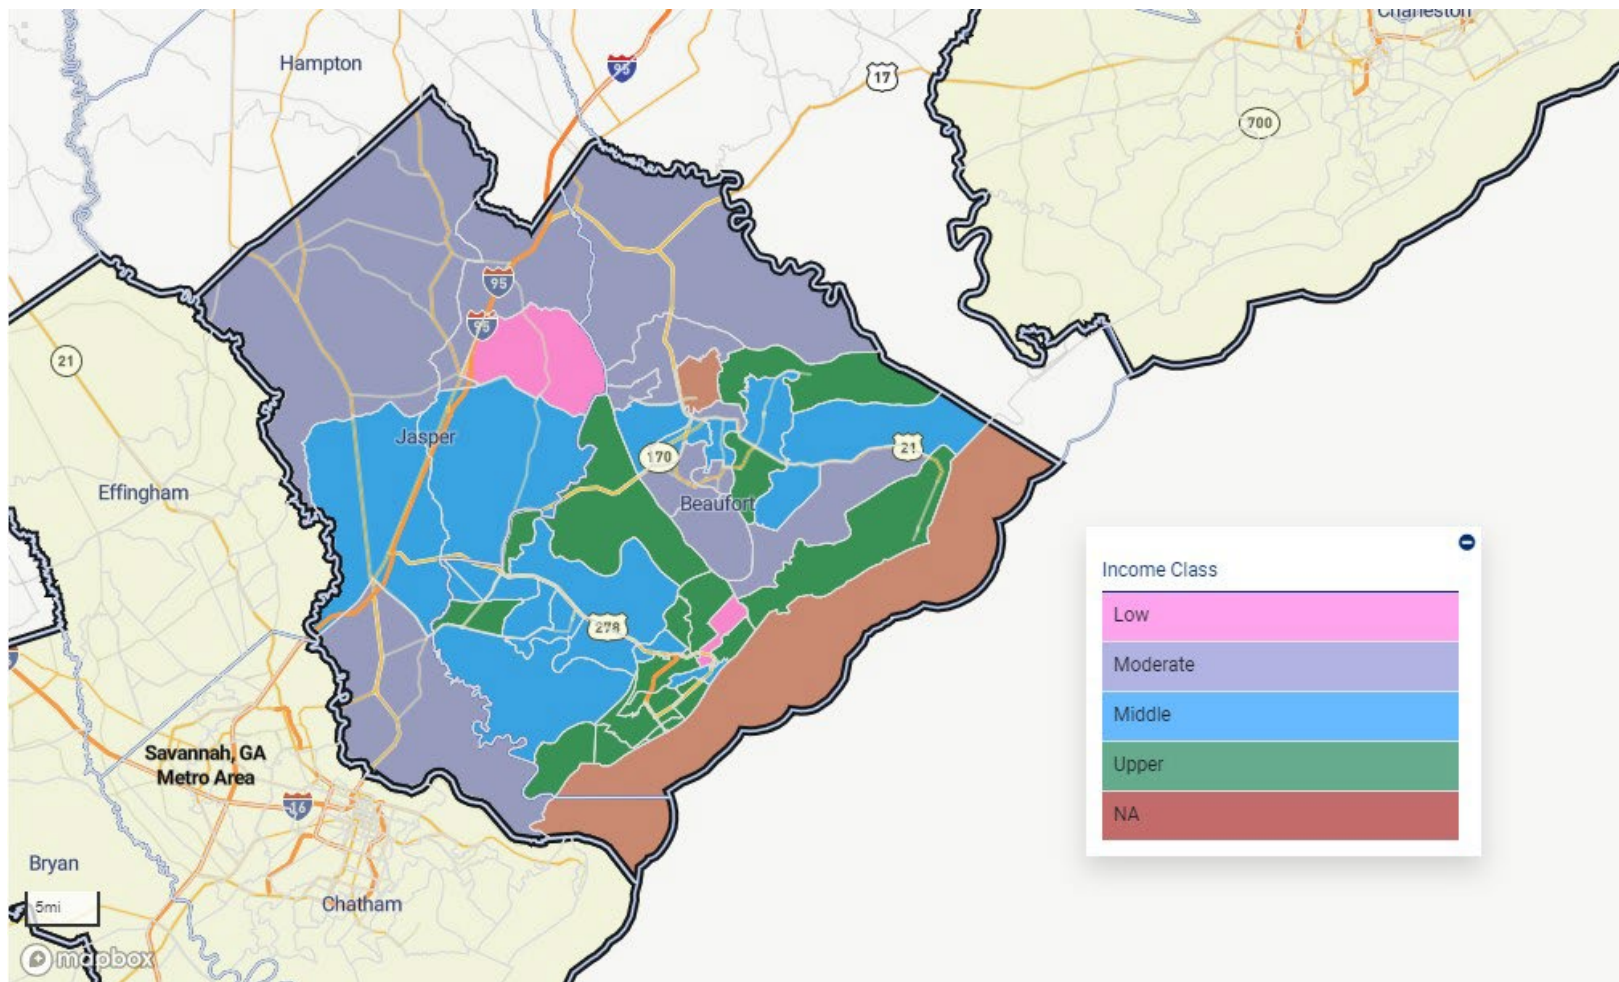 Charleston
Hampton
95
17
700
95
95
21
Jasper
170
21
Effingham
Beaufort
278
Savannah, GA
Metro Area
16
Bryan
5mi
Chatham
mapbox
Income Class
Low
Moderate
Middle
Upper
NA